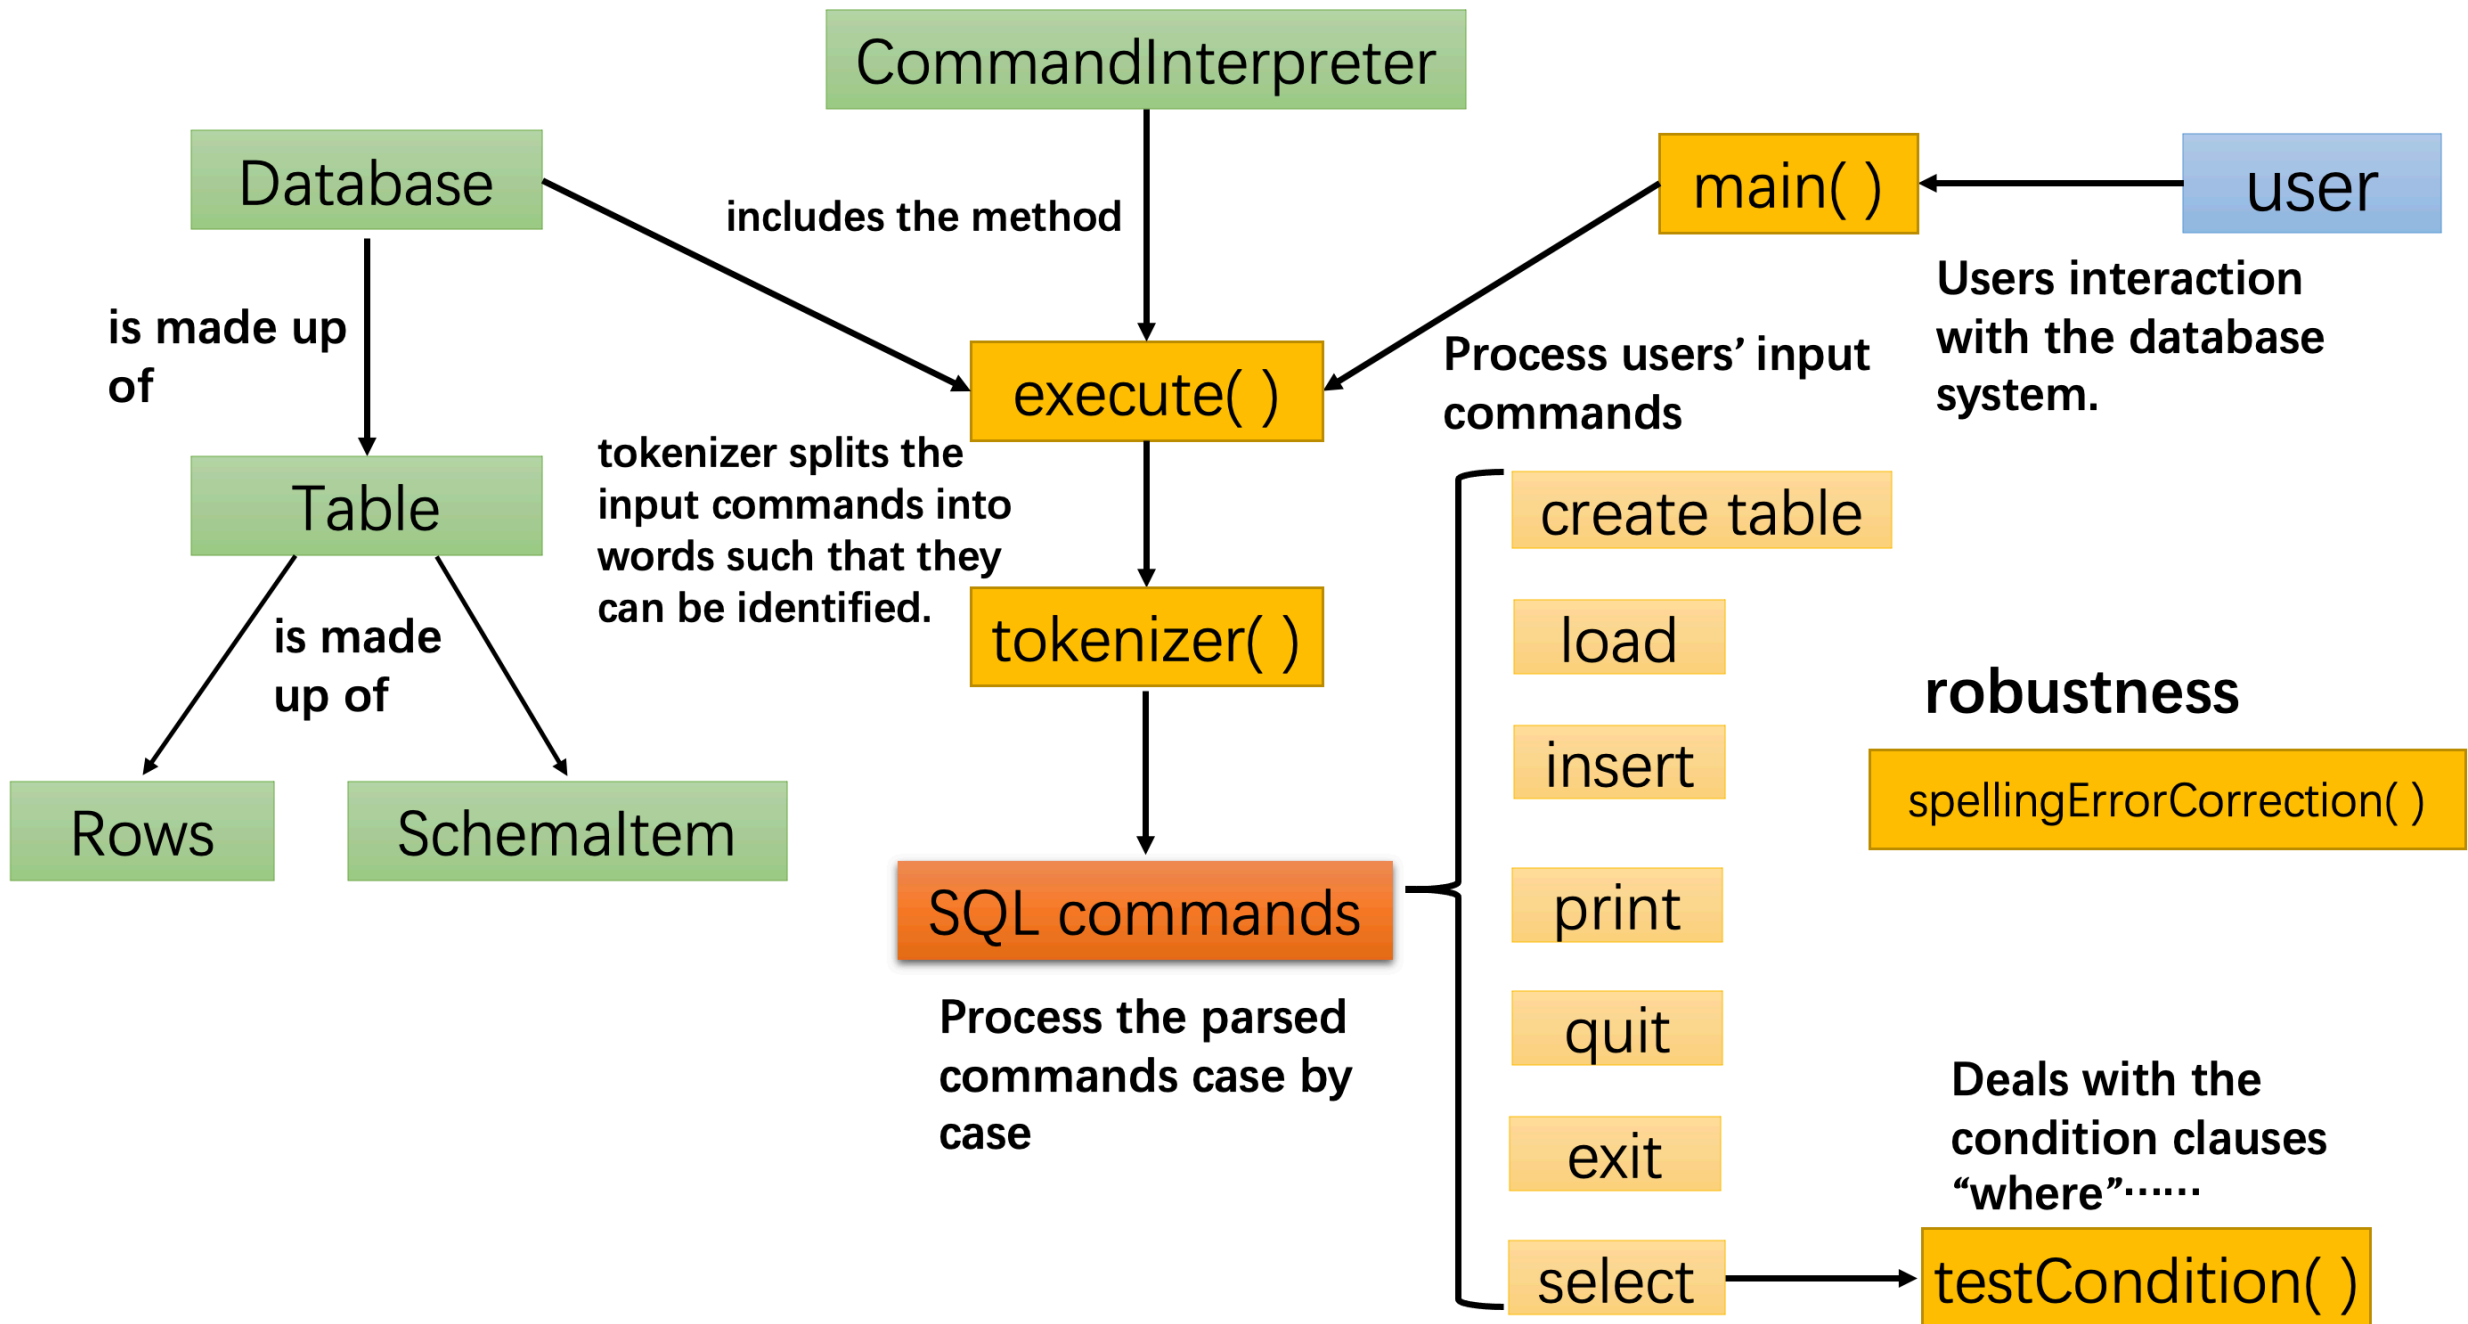 CommandInterpreter
Database
main( )
user
includes the method
Users interaction
with the database
system.
is made up
of
Process users’ input
commands
execute( )
tokenizer splits the
input commands into
words such that they
can be identified.
Table
create table
is made
up of
tokenizer( )
load
robustness
insert
spellingErrorCorrection( )
Rows
SchemaItem
SQL commands
print
Process the parsed
commands case by
case
quit
Deals with the
condition clauses
“where”……
exit
select
testCondition( )